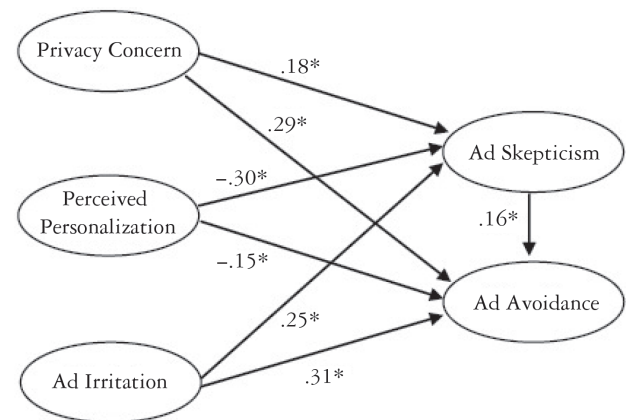 Privacy Concern
.18*
.29*
Ad Skepticism
Perceived
Personalization
–.30*
–.15*
.16*
Ad Avoidance
.25*
Ad Irritation
.31*